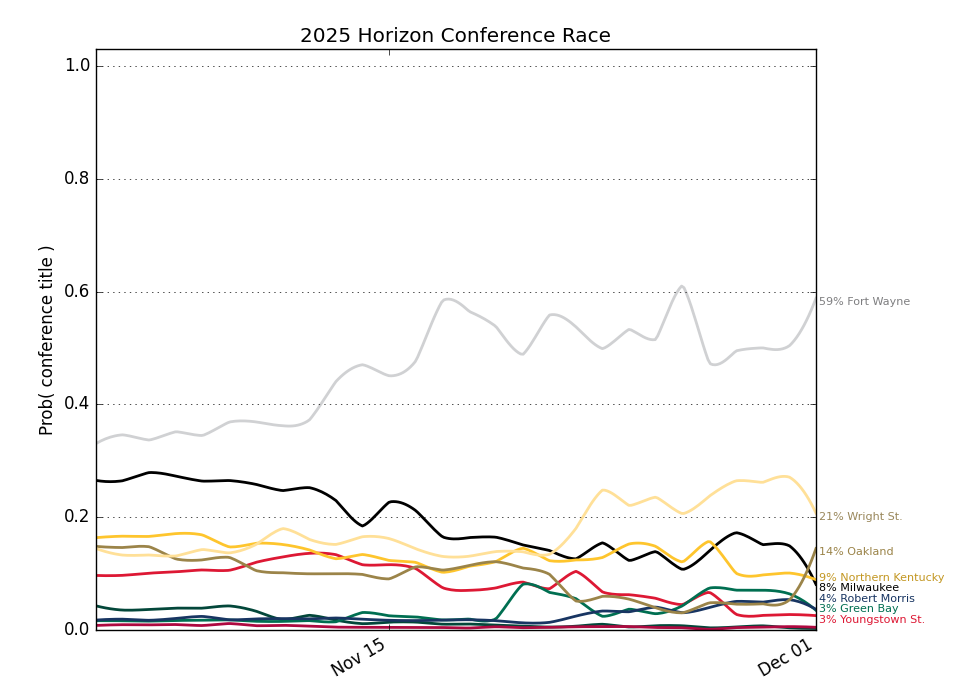 2025 Horizon Conference Race
Prob( conference title )
1.0
0.8
0.6
0.4
0.2
0.0
Nov 15
Dec 01
59% Fort Wayne
21% Wright St.
14% Oakland
9% Northern Kentucky
8% Milwaukee
4% Robert Morris
3% Green Bay
3% Youngstown St.